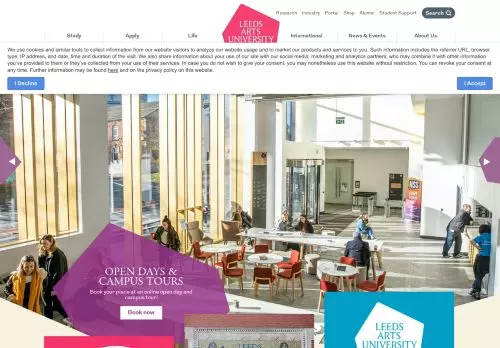 Research Industry Portal Shop Alumni Student Support Search
LEEDS
ARTS
UNIVERSITY
Study Apply Life International News & Events About Us
We use cookies and similar tools to collect information from our website visitors to analyze our website usage and to market our products and services to you. Such information includes the referrer URL, browser
type, IP address, and date, time and duration of the visit. We also share information about your use of our site with our social media, marketing and analytics partners, who may combine it with other information
you've provided to them or they've collected from your use of their services. In case you do not wish to give your consent, you may nonetheless use this website without restriction. You can revoke your consent at
any time. Further information may be found here and on the privacy policy on this website.
I Decline
I Accept
NSS
OPEN DAYS &
CAMPUS TOURS
Book your place at an online open day and
campus tour!
Book now
LEEDS
LEEDS
ARTS
UNIVERSITY